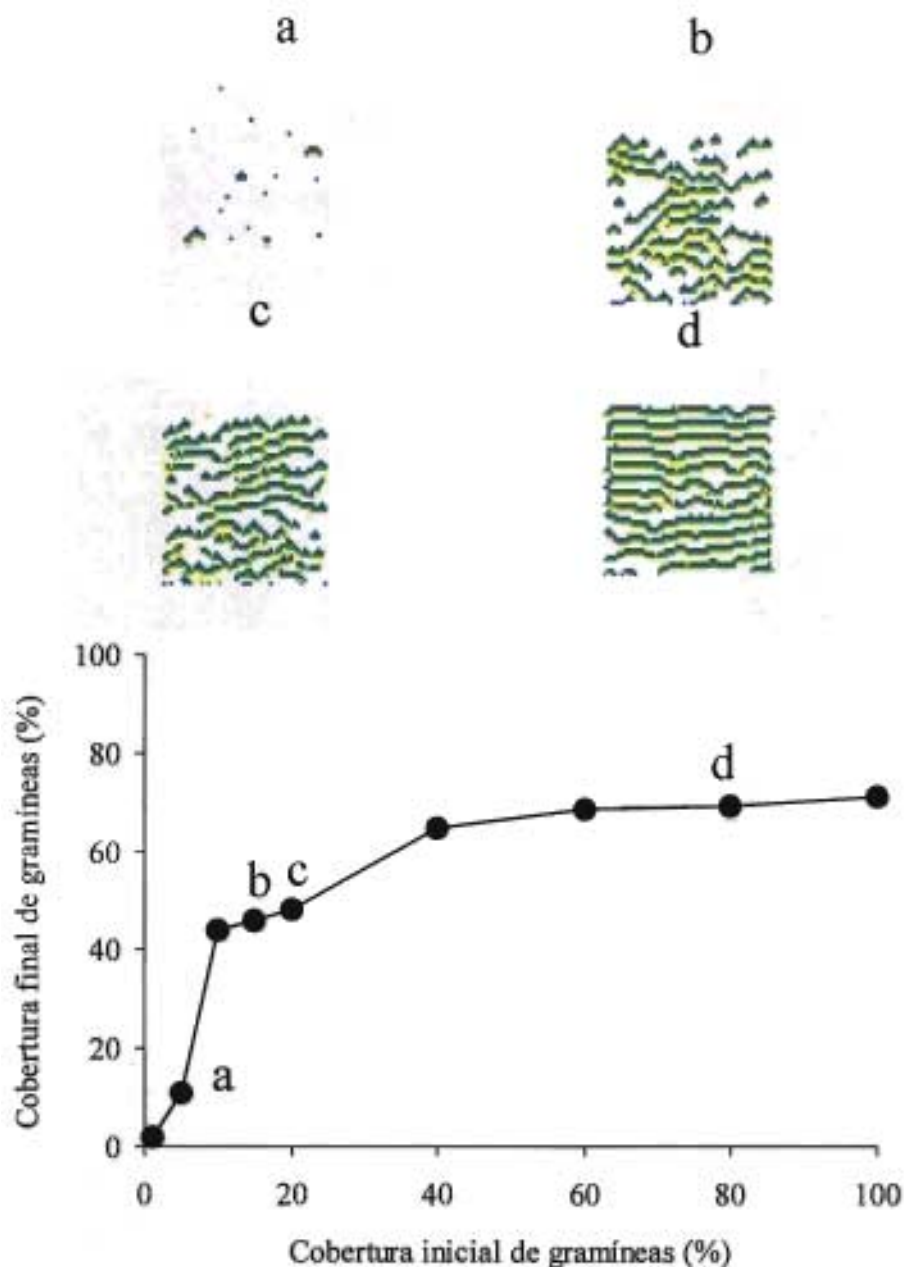 a
b
c
d
100
80
60
40
20
0
d
b
c
a
0 20 40 60 80 100
Cobertura final de gramíneas (%)
Cobertura inicial de gramíneas (%)